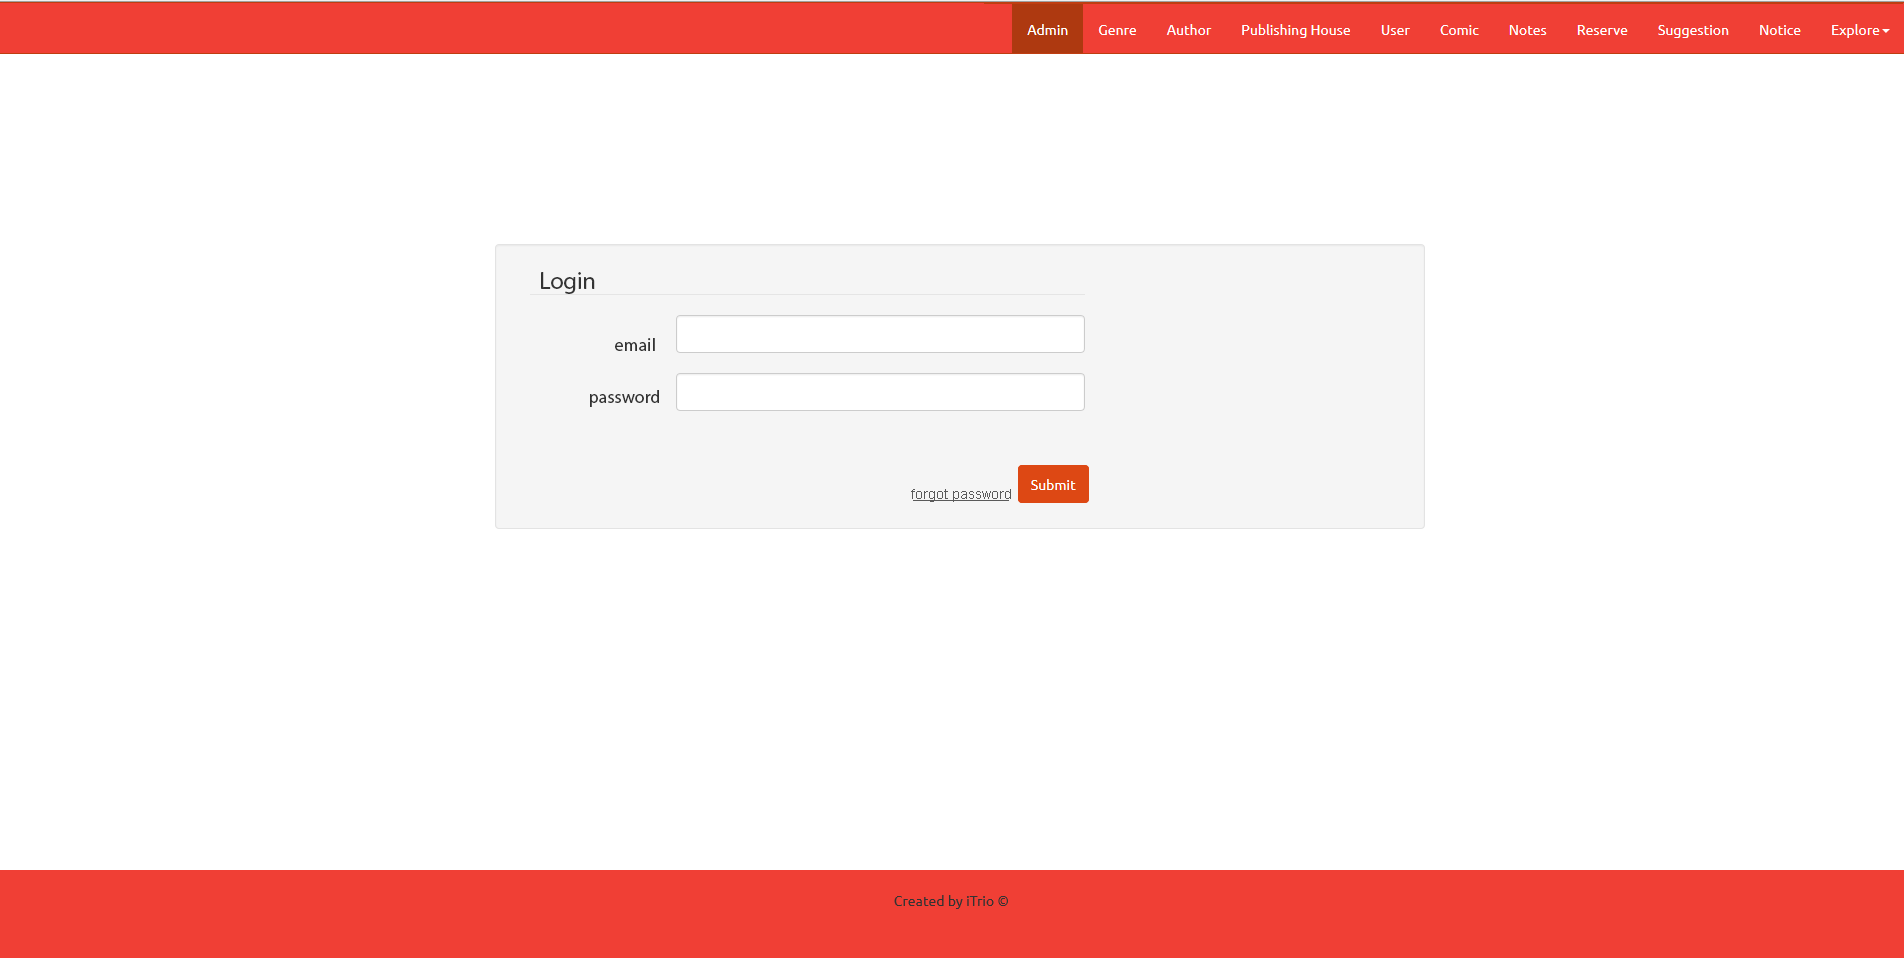 Admin Genre Author Publishing House User Comic Notes Reserve Suggestion Notice Explore
Login
email
password
forgot password Submit
Created by iTrio ©